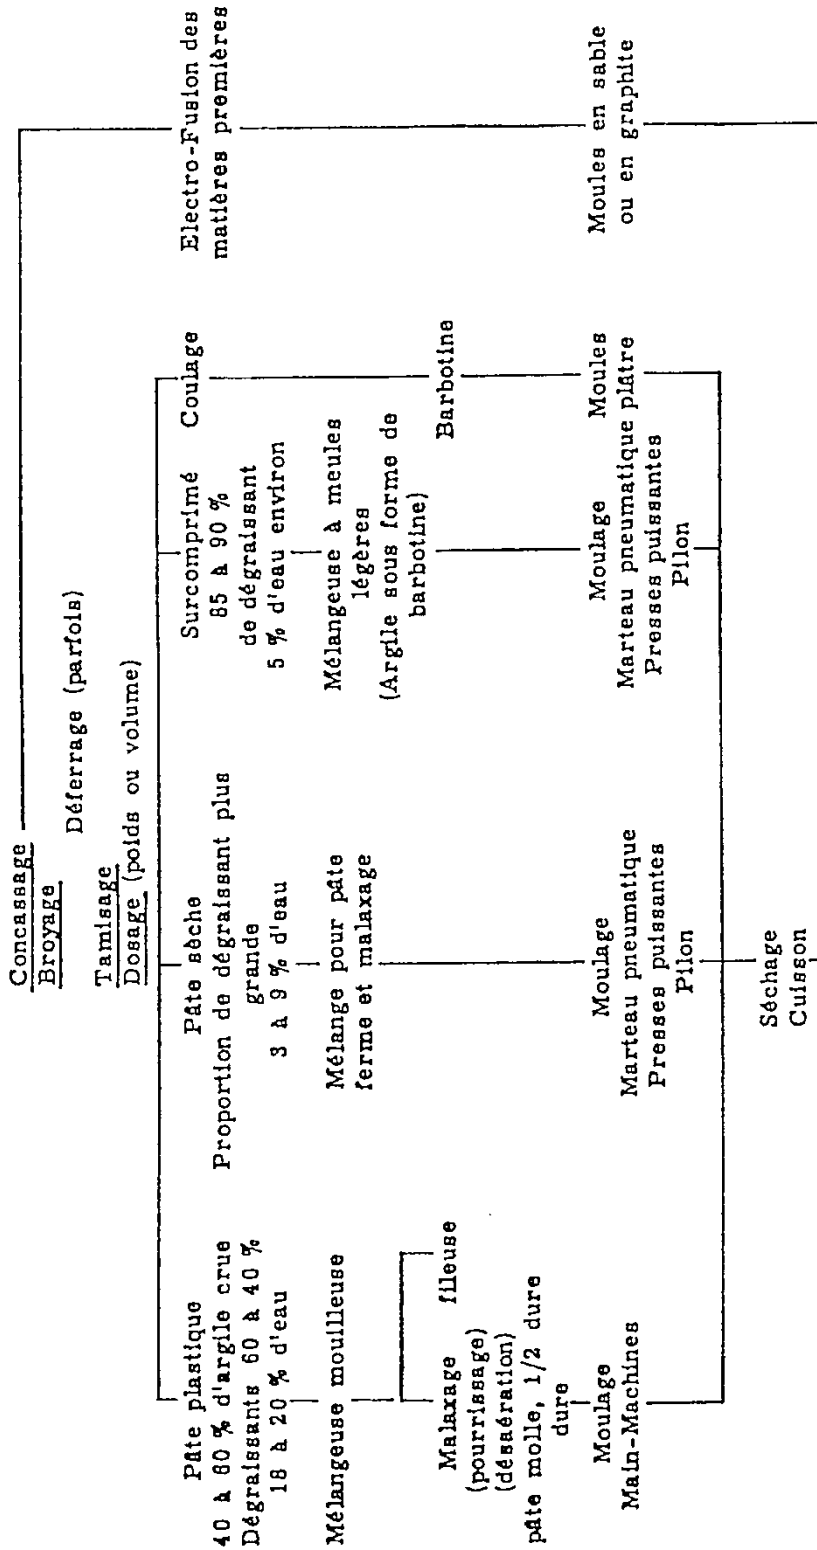 Concassage
Broyage
Déferrage (parfois)
Tamisage
Dosage (poids ou volume)
Pâte plastique
40 à 60 % d'argile crue
Dégraissants 60 à 40 %
18 à 20 % d'eau
Mélangeuse mouilleuse
Malaxage
(pourrissage)
(désaération)
pâte molle, 1/2 dure
dure
fileuse
Moulage
Main-Machines
Pâte sèche
Proportion de dégraissant plus
grande
3 à 9 % d'eau
Mélange pour pâte
ferme et malaxage
Moulage
Marteau pneumatique
Presses puissantes
Pilon
Surcomprimé
85 à 90 %
de dégraissant
5 % d'eau environ
Mélangeuse à meules
légères
(Argile sous forme de
barbotine)
Moulage
Marteau pneumatique
Presses puissantes
Pilon
Coulage
Barbotine
Moules
plâtre
Electro-Fusion des
matières premières
Moules en sable
ou en graphite
Séchage
Cuisson